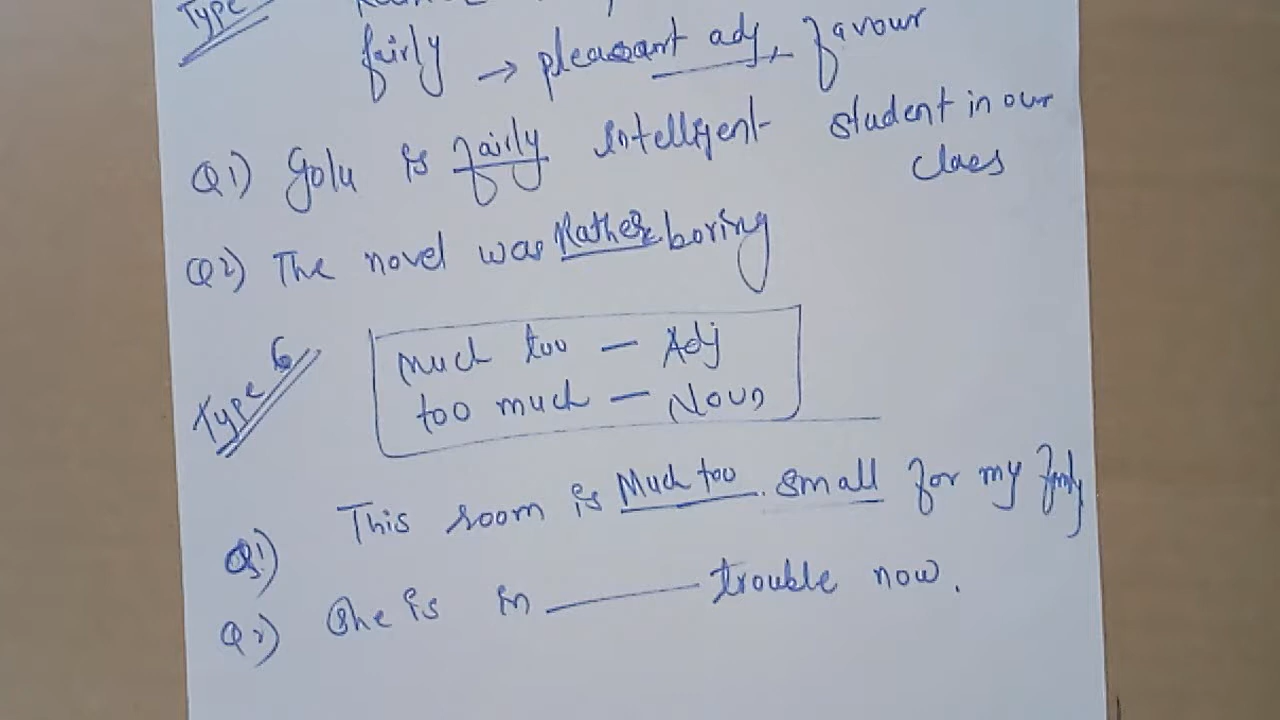 Type
fairly → pleasant adj, favour
Q1) Golu is fairly intelligent student in our
class
Q2) The novel was Rather boring
Type 6
Much too — Adj
too much — Noun
Q1) This room is Much too small for my family
Q2) She is in ______ trouble now.